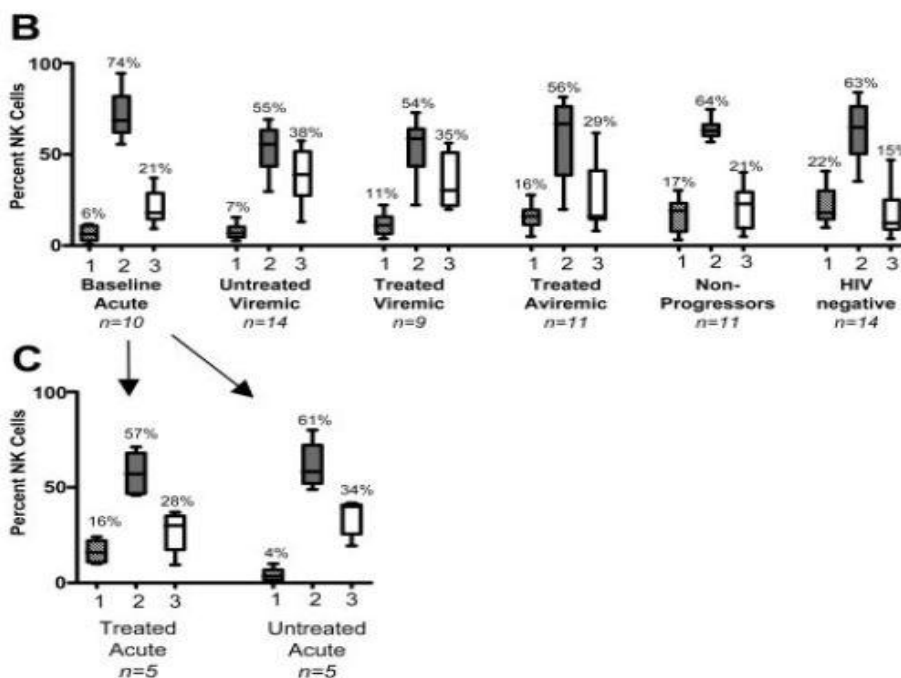 B
Percent NK Cells
100
50
0
6% 74% 21% 7% 55% 38% 11% 54% 35% 16% 56% 29% 17% 64% 21% 22% 63% 15%
1 2 3 1 2 3 1 2 3 1 2 3 1 2 3 1 2 3
Baseline Untreated Treated Treated Non- HIV
Acute Viremic Viremic Aviremic Progressors negative
n=10 n=14 n=9 n=11 n=11 n=14
C
Percent NK Cells
100
50
0
16% 57% 28% 4% 61% 34%
1 2 3 1 2 3
Treated Untreated
Acute Acute
n=5 n=5